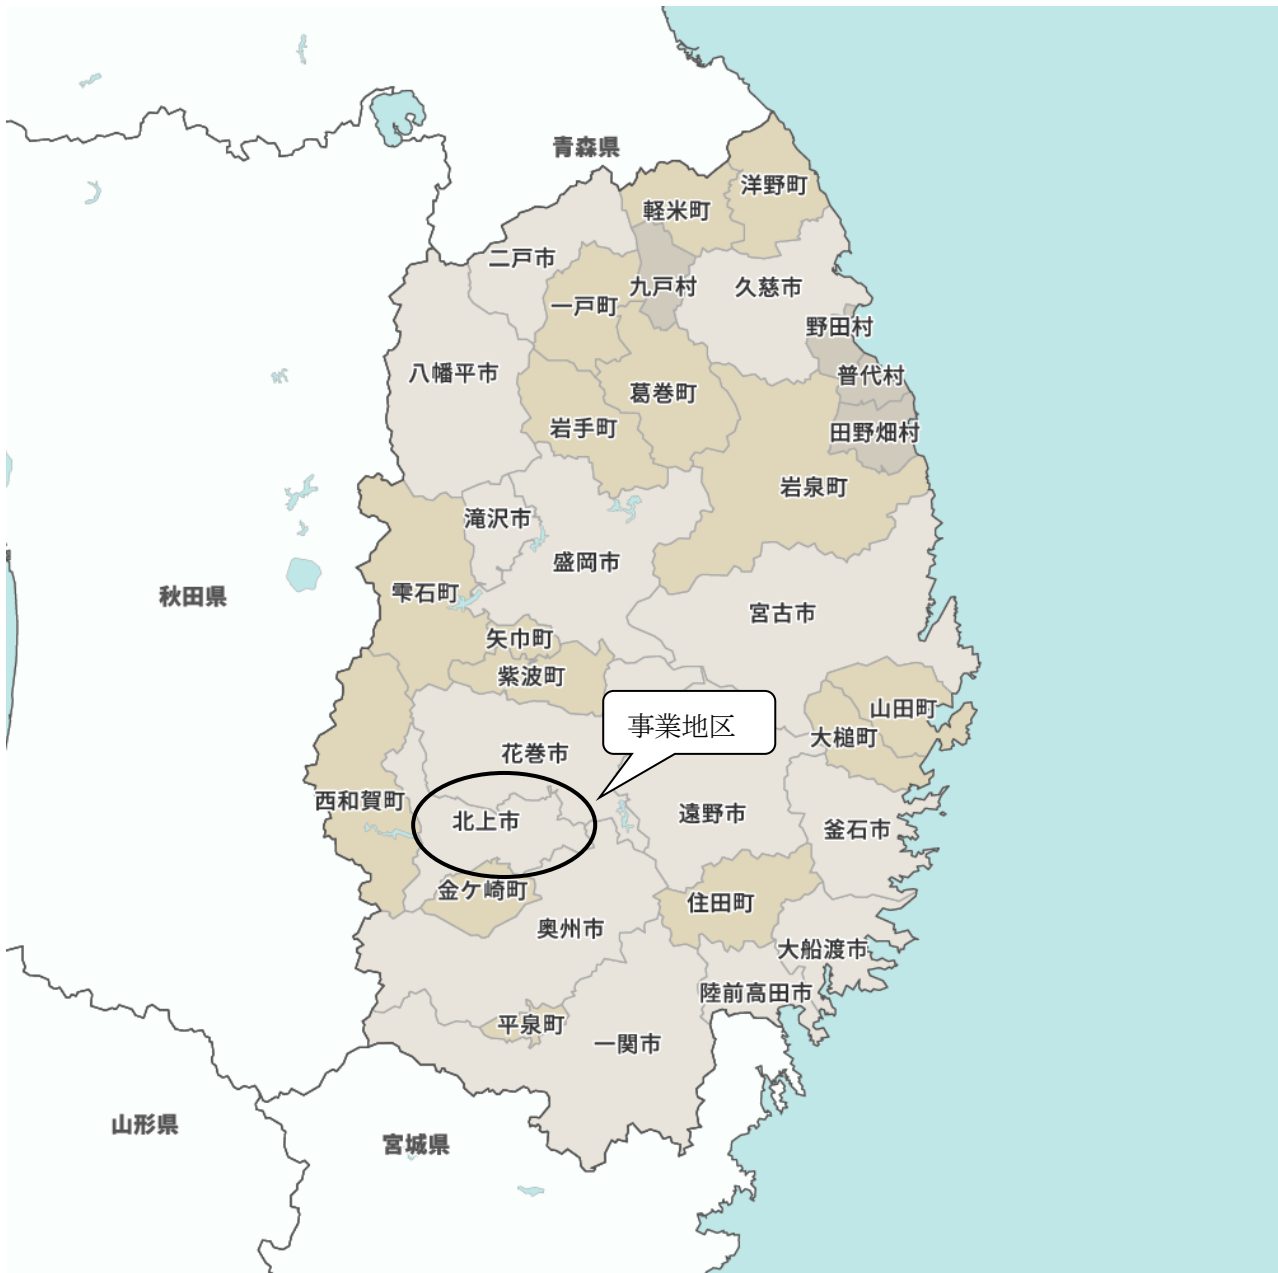 青森県
洋野町
軽米町
二戸市
九戸村
久慈市
一戸町
野田村
八幡平市
普代村
葛巻町
岩手町
田野畑村
岩泉町
滝沢市
盛岡市
秋田県
雫石町
宮古市
矢巾町
紫波町
山田町
事業地区
大槌町
花巻市
西和賀町
北上市
遠野市
釜石市
金ケ崎町
住田町
奥州市
大船渡市
陸前高田市
平泉町
一関市
山形県
宮城県